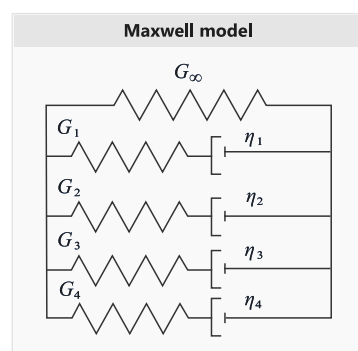 Maxwell model
G∞
G1 η1
G2 η2
G3 η3
G4 η4